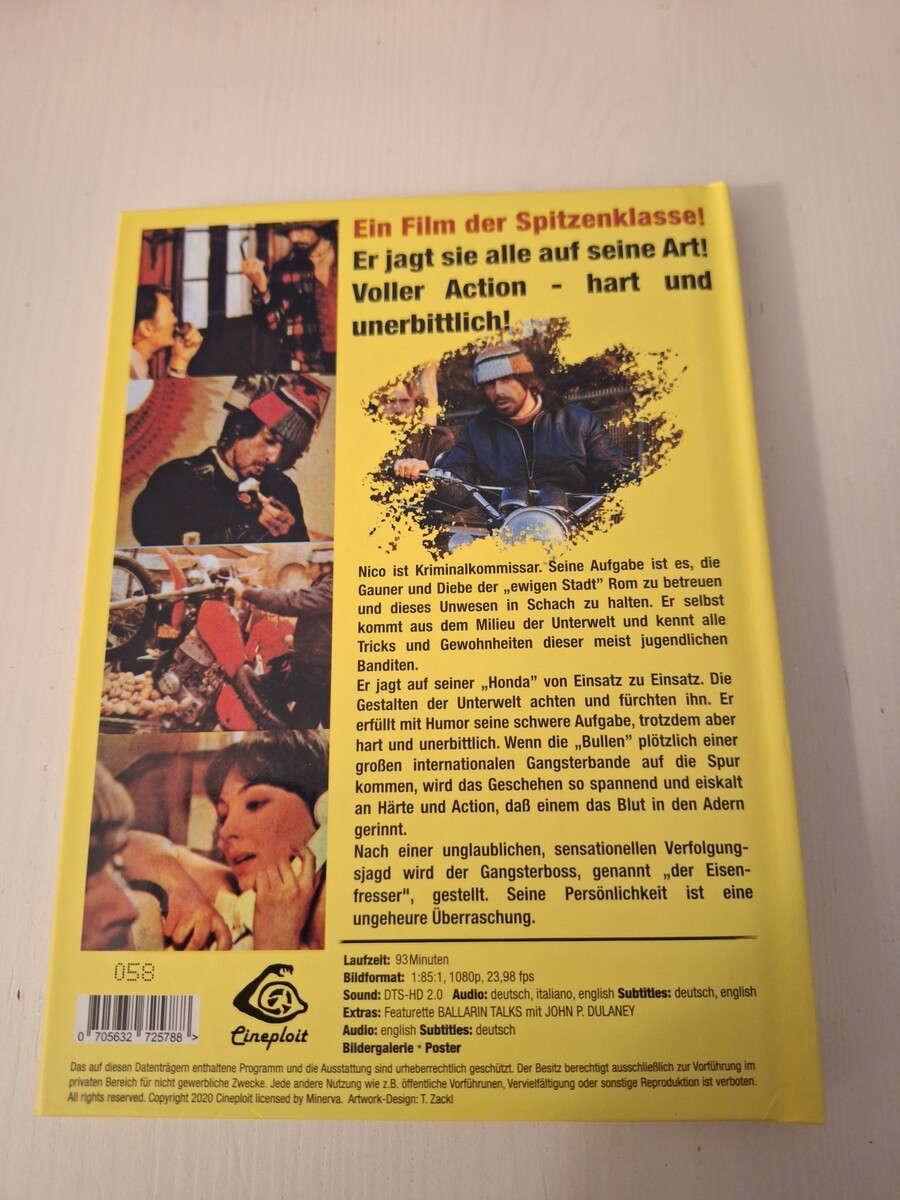 Ein Film der Spitzenklasse!
Er jagt sie alle auf seine Art!
Voller Action - hart und
unerbittlich!
Nico ist Kriminalkommissar. Seine Aufgabe ist es, die
Gauner und Diebe der „ewigen Stadt” Rom zu betreuen
und dieses Unwesen in Schach zu halten. Er selbst
kommt aus dem Milieu der Unterwelt und kennt alle
Tricks und Gewohnheiten dieser meist jugendlichen
Banditen.
Er jagt auf seiner „Honda” von Einsatz zu Einsatz. Die
Gestalten der Unterwelt achten und fürchten ihn. Er
erfüllt mit Humor seine schwere Aufgabe, trotzdem aber
hart und unerbittlich. Wenn die „Bullen” plötzlich einer
großen internationalen Gangsterbande auf die Spur
kommen, wird das Geschehen so spannend und eiskalt
an Härte und Action, daß einem das Blut in den Adern
gerinnt.
Nach einer unglaublichen, sensationellen Verfolgung-
sjagd wird der Gangsterboss, genannt „der Eisen-
fresser", gestellt. Seine Persönlichkeit ist eine
ungeheure Überraschung.
Laufzeit: 93 Minuten
Bildformat: 1:85:1, 1080p, 23,98 fps
Sound: DTS-HD 2.0 Audio: deutsch, italiano, english Subtitles: deutsch, english
Extras: Featurette BALLARIN TALKS mit JOHN P. DULANEY
Audio: english Subtitles: deutsch
Bildergalerie * Poster
058
0 705632 725788 >
Cineploit
Das auf diesen Datenträgern enthaltene Programm und die Ausstattung sind urheberrechtlich geschützt. Der Besitz berechtigt ausschließlich zur Vorführung im
privaten Bereich für nicht gewerbliche Zwecke. Jede andere Nutzung wie z.B. öffentliche Vorführunen, Vervielfältigung oder sonstige Reproduktion ist verboten.
All rights reserved. Copyright 2020 Cineploit licensed by Minerva. Artwork-Design: T. Zackl